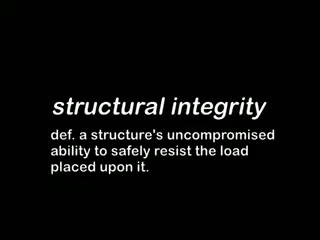 structural integrity
def. a structure's uncompromised
ability to safely resist the load
placed upon it.